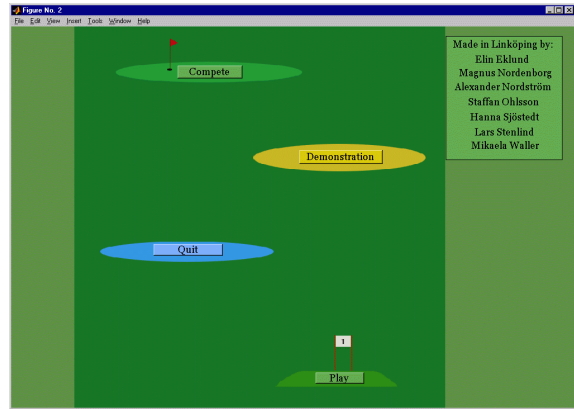 Figure No. 2
File Edit View Insert Tools Window Help
Compete
Made in Linköping by:
Elin Eklund
Magnus Nordenborg
Alexander Nordström
Staffan Ohlsson
Hanna Sjöstedt
Lars Stenlind
Mikaela Waller
Demonstration
Quit
1
Play